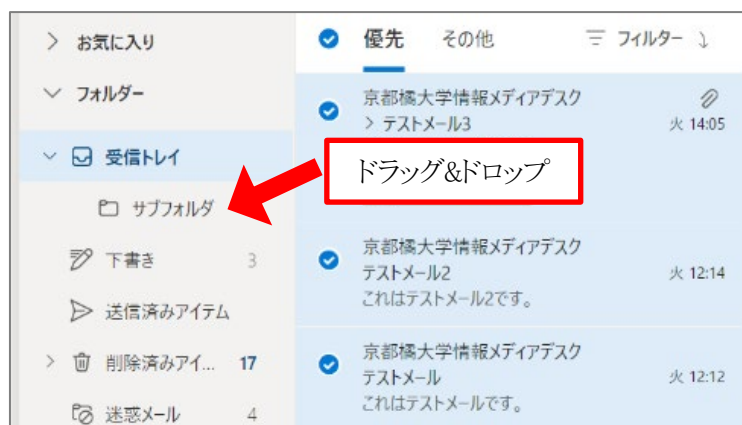 お気に入り
フォルダー
受信トレイ
サブフォルダ
下書き 3
送信済みアイテム
削除済みアイ... 17
迷惑メール 4
優先 その他 フィルター
京都橘大学情報メディアデスク
> テストメール3 火 14:05
ドラッグ&ドロップ
京都橘大学情報メディアデスク
テストメール2 火 12:14
これはテストメール2です。
京都橘大学情報メディアデスク
テストメール 火 12:12
これはテストメールです。